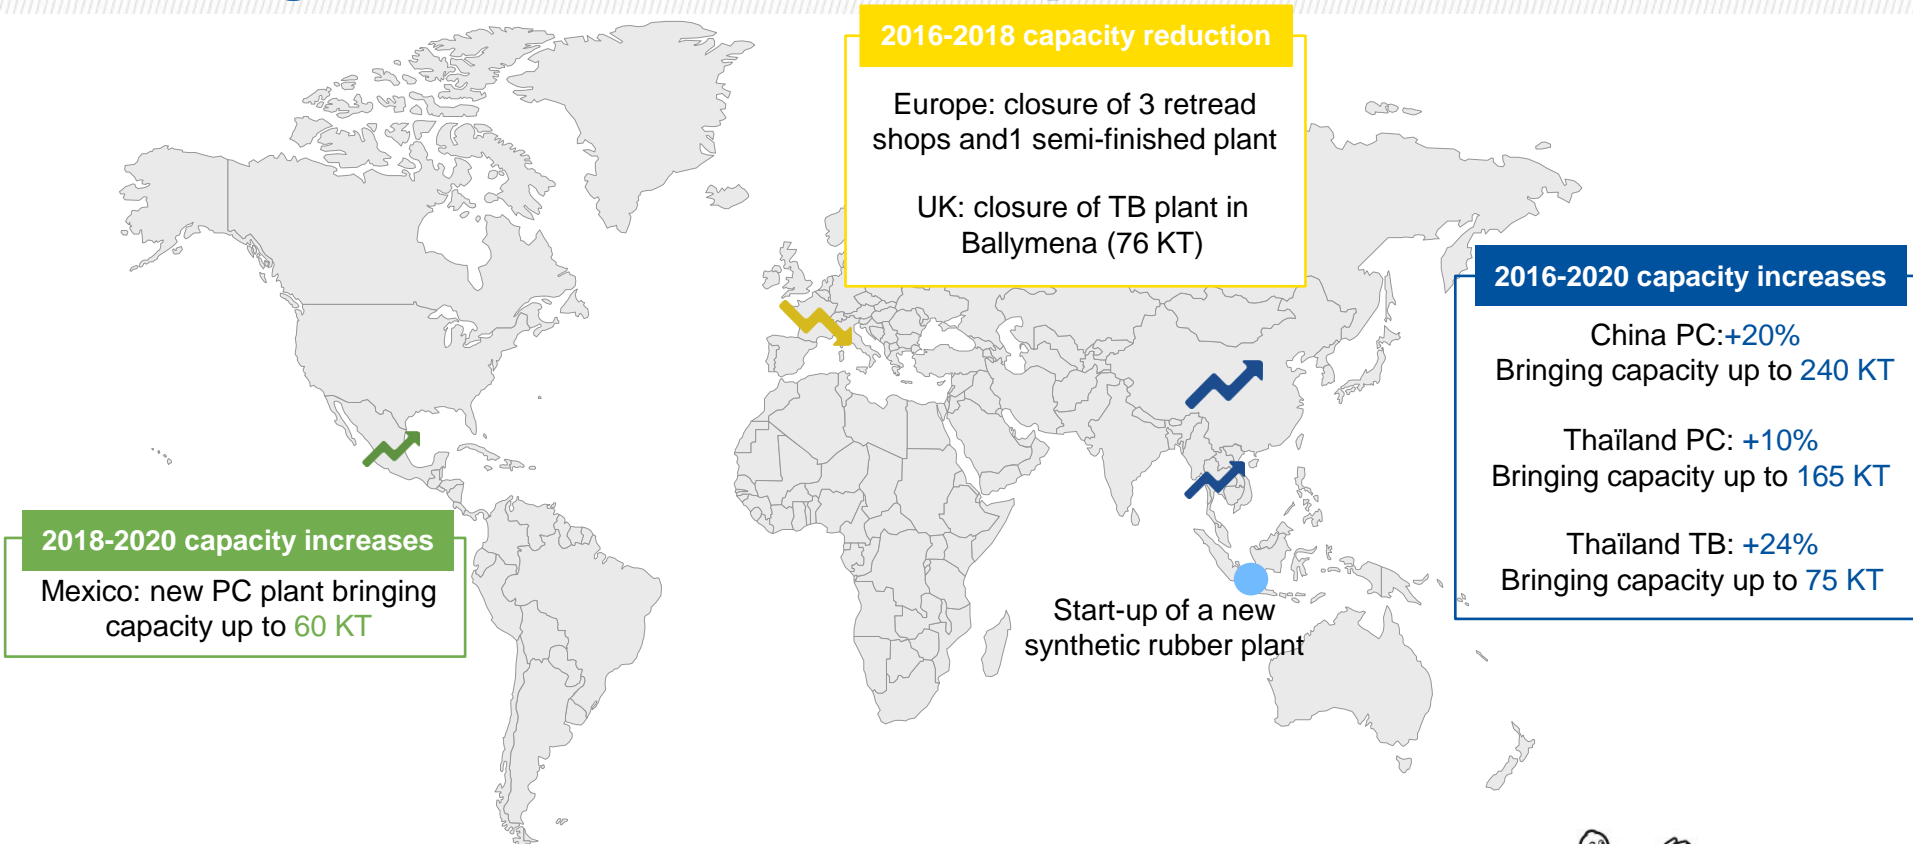 2016-2018 capacity reduction
Europe: closure of 3 retread
shops and1 semi-finished plant
UK: closure of TB plant in
Ballymena (76 KT)
2016-2020 capacity increases
China PC:+20%
Bringing capacity up to 240 KT
Thaïland PC: +10%
Bringing capacity up to 165 KT
Thaïland TB: +24%
Bringing capacity up to 75 KT
2018-2020 capacity increases
Mexico: new PC plant bringing
capacity up to 60 KT
Start-up of a new
synthetic rubber plant